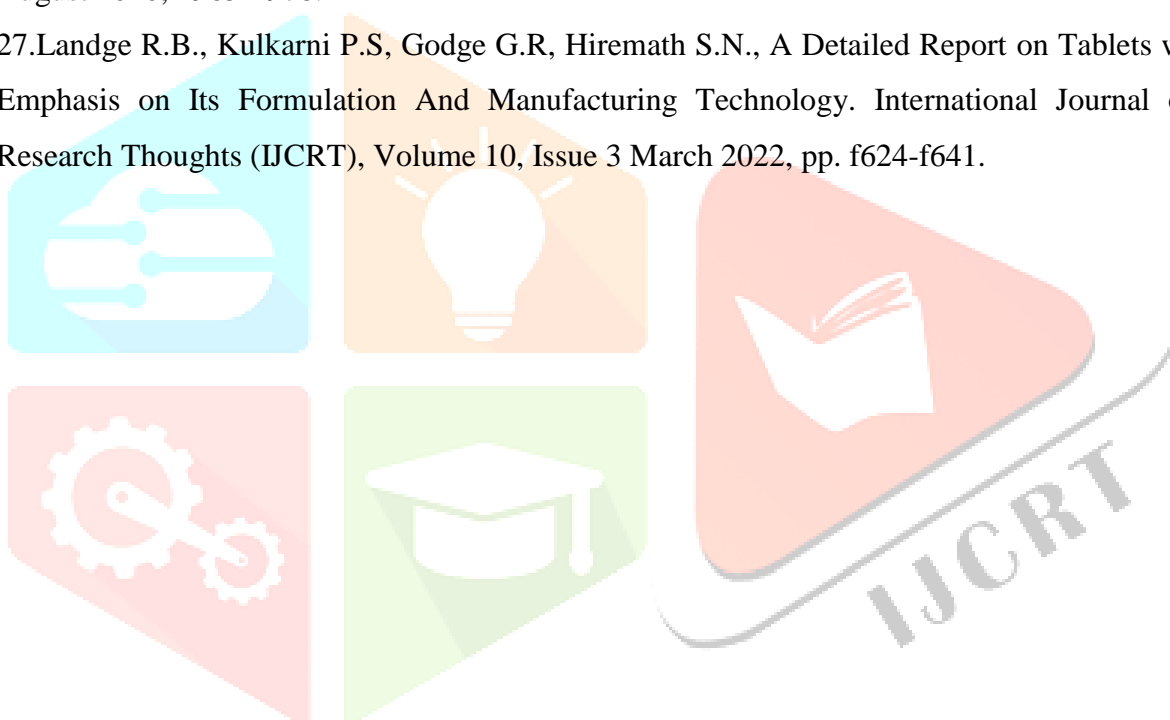 27.Landge R.B., Kulkarni P.S, Godge G.R, Hiremath S.N., A Detailed Report on Tablets
Emphasis on Its Formulation And Manufacturing Technology. International Journal
Research Thoughts (IJCRT), Volume 10, Issue 3 March 2022, pp. f624-f641.
IJCRT